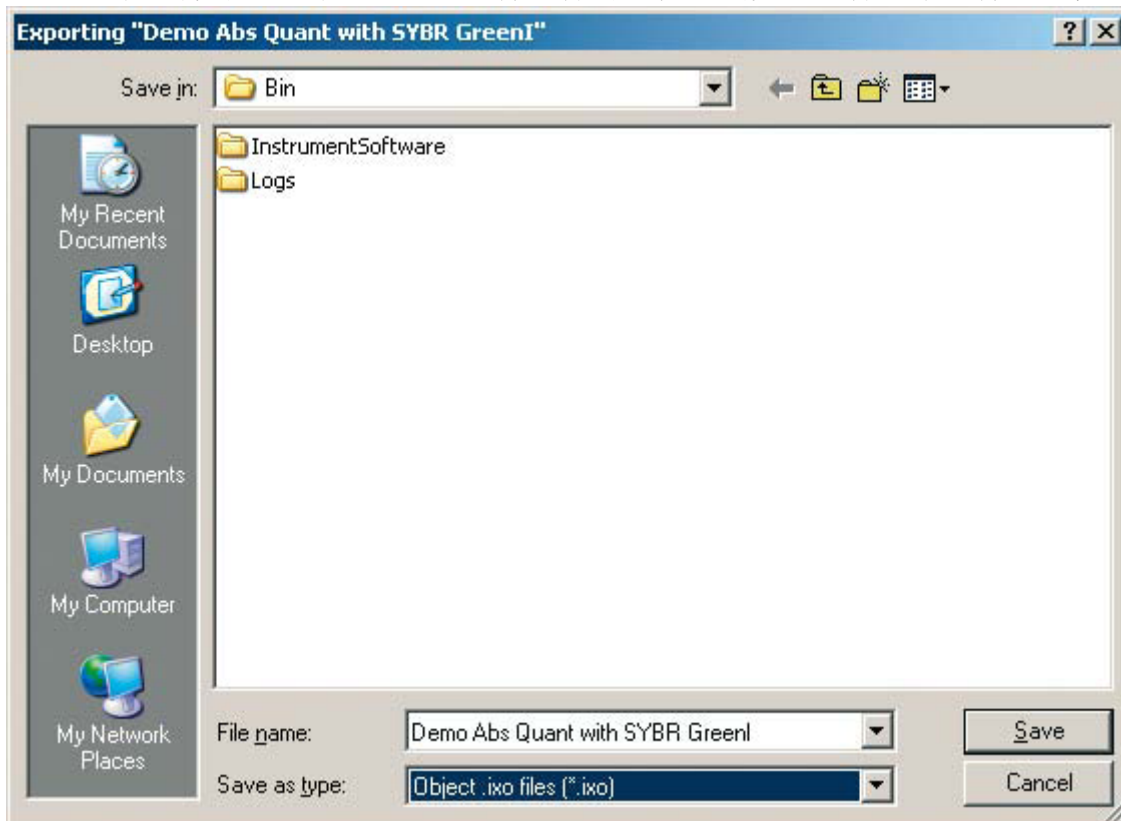 Exporting "Demo Abs Quant with SYBR GreenI"
Save in:
Bin
InstrumentSoftware
Logs
My Recent
Documents
Desktop
My Documents
My Computer
My Network
Places
File name:
Demo Abs Quant with SYBR GreenI
Save
Save as type:
Object .ixo files (*.ixo)
Cancel